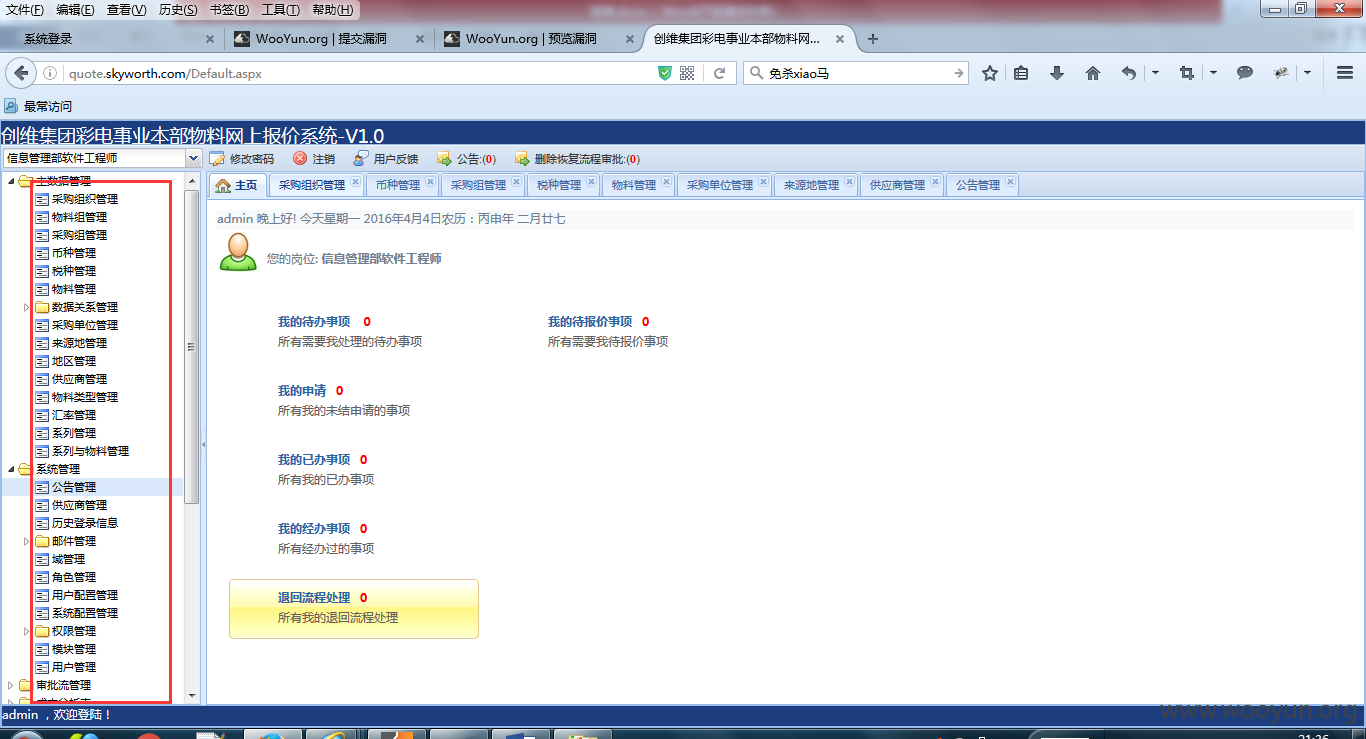 文件(F) 编辑(E) 查看(V) 历史(S) 书签(B) 工具(T) 帮助(H)
系统登录 WooYun.org | 提交漏洞 WooYun.org | 预览漏洞 创维集团彩电事业本部物料网...
quote.skyworth.com/Default.aspx 免杀xiao马
最常访问
创维集团彩电事业本部物料网上报价系统-V1.0
信息管理部软件工程师 修改密码 注销 用户反馈 公告:(0) 删除恢复流程审批:(0)
主页 采购组织管理 币种管理 采购组管理 税种管理 物料管理 采购单位管理 来源地管理 供应商管理 公告管理
主数据管理
采购组织管理
物料组管理
采购组管理
币种管理
税种管理
物料管理
数据关系管理
采购单位管理
来源地管理
地区管理
供应商管理
物料类型管理
汇率管理
系列管理
系列与物料管理
系统管理
公告管理
供应商管理
历史登录信息
邮件管理
域管理
角色管理
用户配置管理
系统配置管理
权限管理
模块管理
用户管理
审批流管理
admin 晚上好! 今天星期一 2016年4月4日农历：丙申年 二月廿七
您的岗位: 信息管理部软件工程师
我的待办事项 0
所有需要我处理的待办事项
我的待报价事项 0
所有需要我待报价事项
我的申请 0
所有我的未结申请的事项
我的已办事项 0
所有我的已办事项
我的经办事项 0
所有经办过的事项
退回流程处理 0
所有我的退回流程处理
admin ，欢迎登陆！
www.wooyun.org
21:26